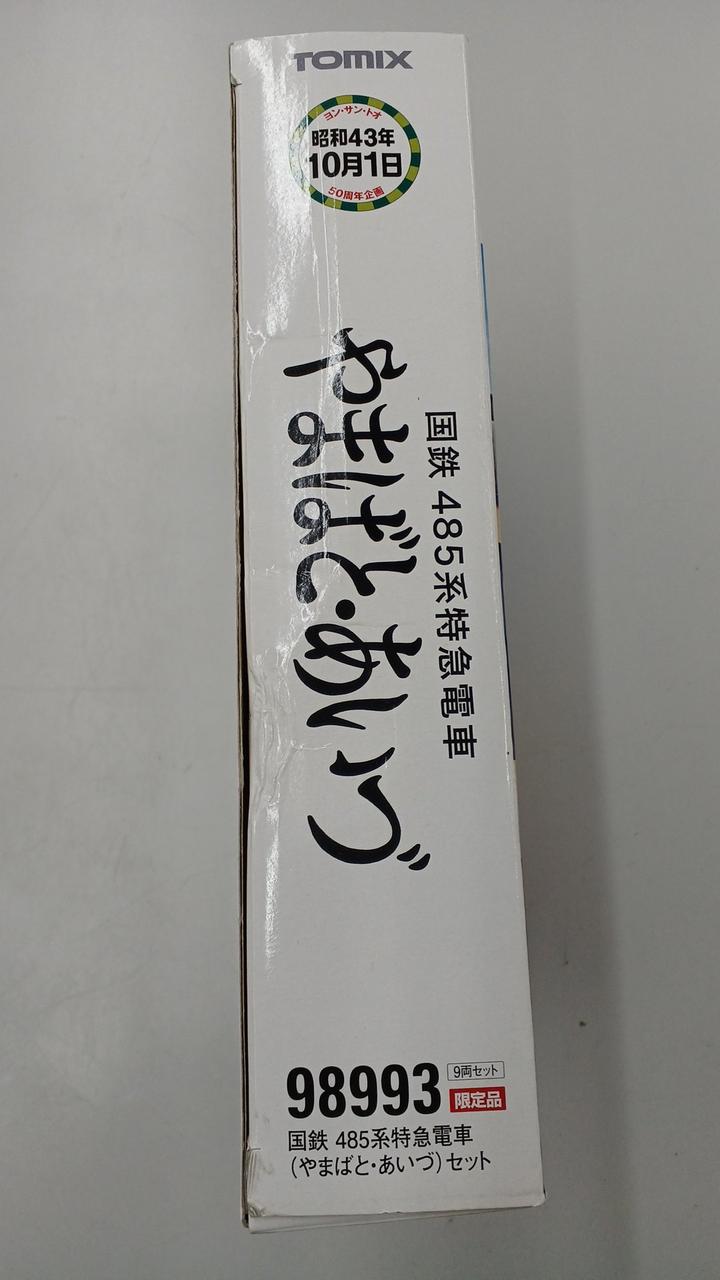 TOMIX
ヨン・サン・トオ
昭和43年
10月1日
50周年企画
国鉄 485系特急電車
やまばと・あいづ
98993
9両セット
限定品
国鉄 485系特急電車
(やまばと・あいづ)セット